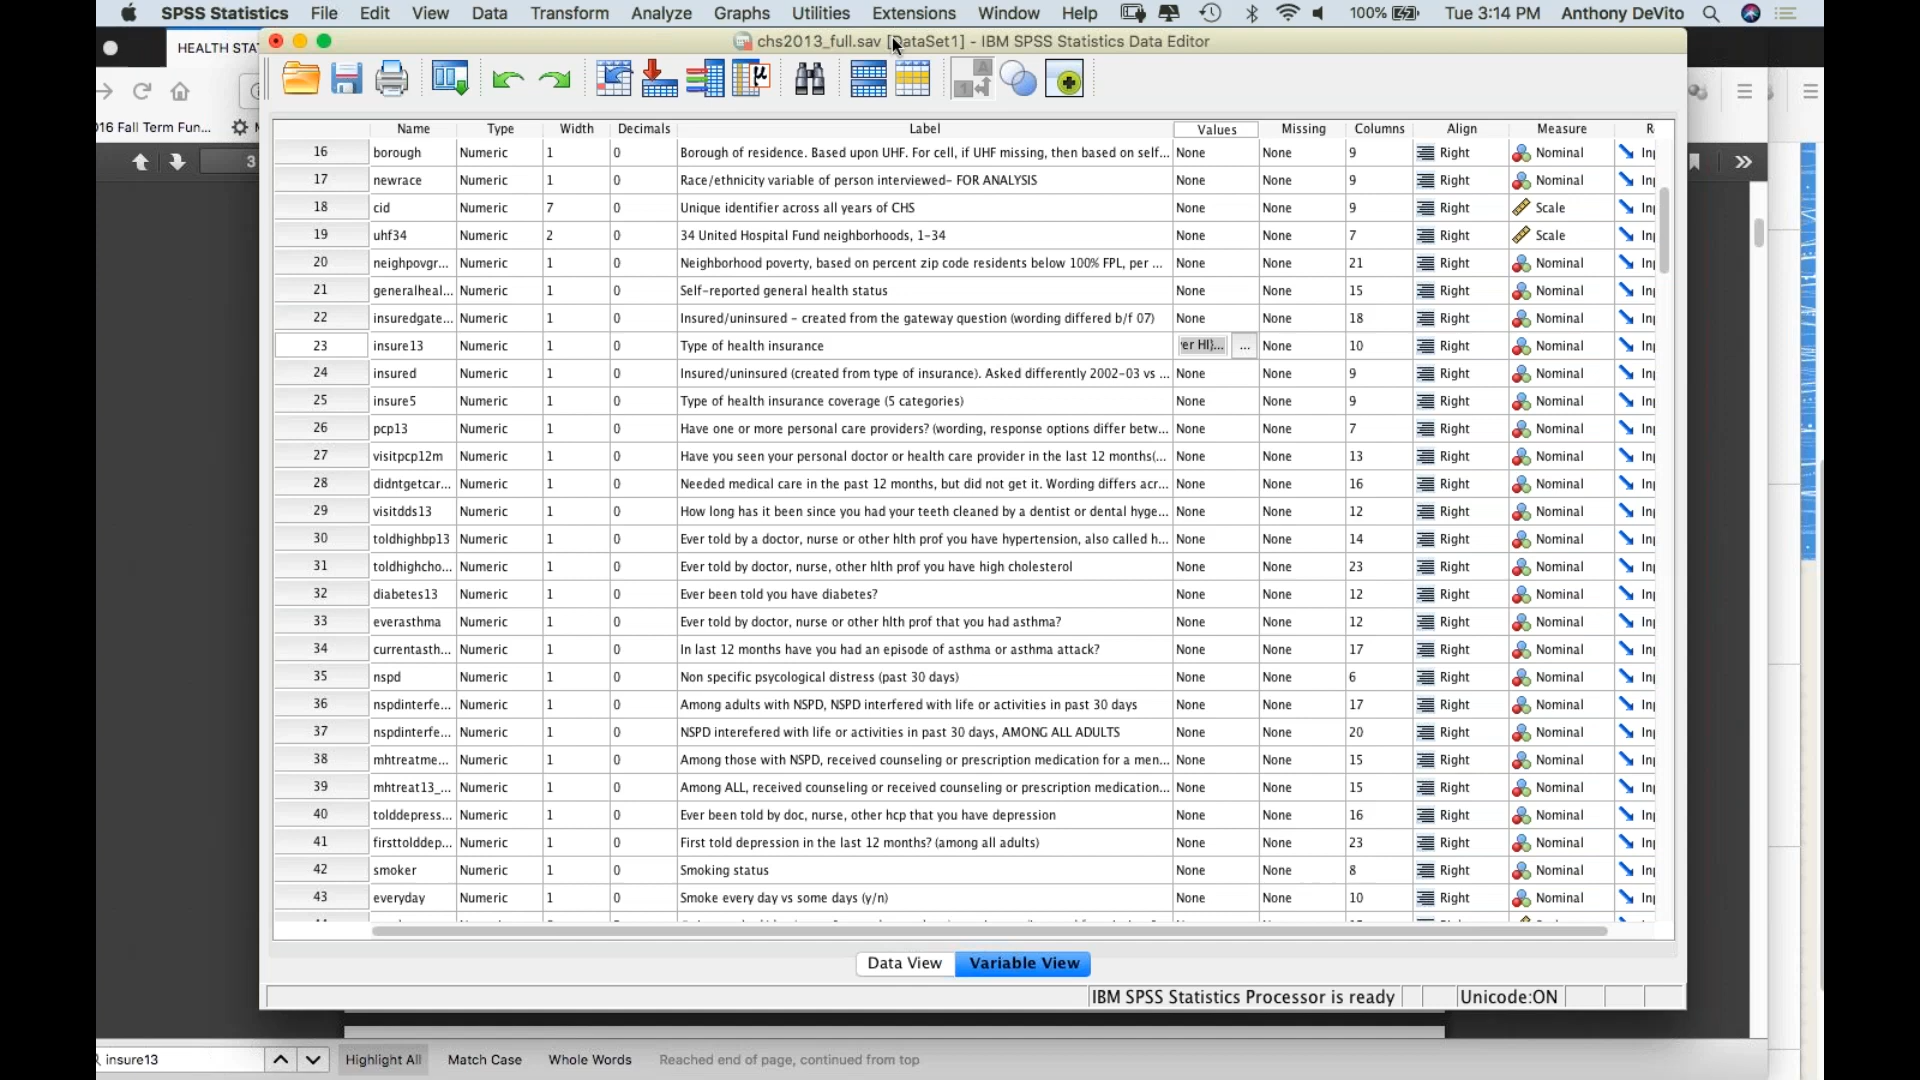 SPSS Statistics File Edit View Data Transform Analyze Graphs Utilities Extensions Window Help 100% Tue 3:14 PM Anthony DeVito
HEALTH STA
chs2013_full.sav [DataSet1] - IBM SPSS Statistics Data Editor
16 Fall Term Fun...
3
Name Type Width Decimals Label Values Missing Columns Align Measure R
16 borough Numeric 1 0 Borough of residence. Based upon UHF. For cell, if UHF missing, then based on self... None None 9 Right Nominal
17 newrace Numeric 1 0 Race/ethnicity variable of person interviewed- FOR ANALYSIS None None 9 Right Nominal
18 cid Numeric 7 0 Unique identifier across all years of CHS None None 9 Right Scale
19 uhf34 Numeric 2 0 34 United Hospital Fund neighborhoods, 1-34 None None 7 Right Scale
20 neighpovgr... Numeric 1 0 Neighborhood poverty, based on percent zip code residents below 100% FPL, per ... None None 21 Right Nominal
21 generalheal... Numeric 1 0 Self-reported general health status None None 15 Right Nominal
22 insuredgate... Numeric 1 0 Insured/uninsured - created from the gateway question (wording differed b/f 07) None None 18 Right Nominal
23 insure13 Numeric 1 0 Type of health insurance er HI}... ... None 10 Right Nominal
24 insured Numeric 1 0 Insured/uninsured (created from type of insurance). Asked differently 2002-03 vs ... None None 9 Right Nominal
25 insure5 Numeric 1 0 Type of health insurance coverage (5 categories) None None 9 Right Nominal
26 pcp13 Numeric 1 0 Have one or more personal care providers? (wording, response options differ betw... None None 7 Right Nominal
27 visitpcp12m Numeric 1 0 Have you seen your personal doctor or health care provider in the last 12 months(... None None 13 Right Nominal
28 didntgetcar... Numeric 1 0 Needed medical care in the past 12 months, but did not get it. Wording differs acr... None None 16 Right Nominal
29 visitdds13 Numeric 1 0 How long has it been since you had your teeth cleaned by a dentist or dental hyge... None None 12 Right Nominal
30 toldhighbp13 Numeric 1 0 Ever told by a doctor, nurse or other hlth prof you have hypertension, also called h... None None 14 Right Nominal
31 toldhighcho... Numeric 1 0 Ever told by doctor, nurse, other hlth prof you have high cholesterol None None 23 Right Nominal
32 diabetes13 Numeric 1 0 Ever been told you have diabetes? None None 12 Right Nominal
33 everasthma Numeric 1 0 Ever told by doctor, nurse or other hlth prof that you had asthma? None None 12 Right Nominal
34 currentasth... Numeric 1 0 In last 12 months have you had an episode of asthma or asthma attack? None None 17 Right Nominal
35 nspd Numeric 1 0 Non specific psycological distress (past 30 days) None None 6 Right Nominal
36 nspdinterfe... Numeric 1 0 Among adults with NSPD, NSPD interfered with life or activities in past 30 days None None 17 Right Nominal
37 nspdinterfe... Numeric 1 0 NSPD interefered with life or activities in past 30 days, AMONG ALL ADULTS None None 20 Right Nominal
38 mhtreatme... Numeric 1 0 Among those with NSPD, received counseling or prescription medication for a men... None None 15 Right Nominal
39 mhtreat13_... Numeric 1 0 Among ALL, received counseling or received counseling or prescription medication... None None 15 Right Nominal
40 tolddepress... Numeric 1 0 Ever been told by doc, nurse, other hcp that you have depression None None 16 Right Nominal
41 firsttolddep... Numeric 1 0 First told depression in the last 12 months? (among all adults) None None 23 Right Nominal
42 smoker Numeric 1 0 Smoking status None None 8 Right Nominal
43 everyday Numeric 1 0 Smoke every day vs some days (y/n) None None 10 Right Nominal
Data View Variable View
IBM SPSS Statistics Processor is ready Unicode:ON
insure13 Highlight All Match Case Whole Words Reached end of page, continued from top